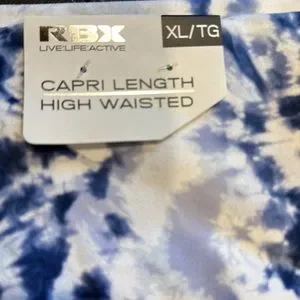 RBX XL/TG
LIVE:LIFE:ACTIVE
CAPRI LENGTH
HIGH WAISTED